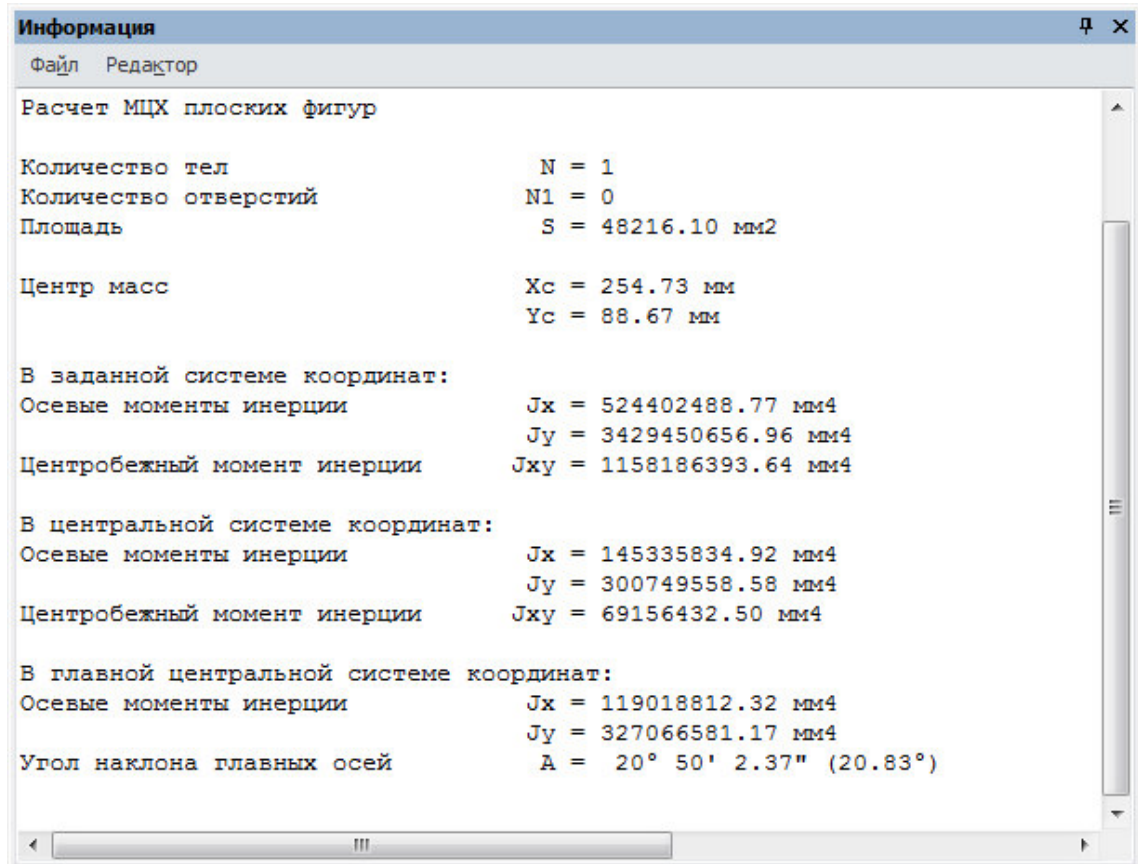 Информация
Файл Редактор
Расчет МЦХ плоских фигур
Количество тел N = 1
Количество отверстий N1 = 0
Площадь S = 48216.10 мм2
Центр масс Xc = 254.73 мм
Yc = 88.67 мм
В заданной системе координат:
Осевые моменты инерции Jx = 524402488.77 мм4
Jy = 3429450656.96 мм4
Центробежный момент инерции Jxy = 1158186393.64 мм4
В центральной системе координат:
Осевые моменты инерции Jx = 145335834.92 мм4
Jy = 300749558.58 мм4
Центробежный момент инерции Jxy = 69156432.50 мм4
В главной центральной системе координат:
Осевые моменты инерции Jx = 119018812.32 мм4
Jy = 327066581.17 мм4
Угол наклона главных осей A = 20° 50' 2.37" (20.83°)